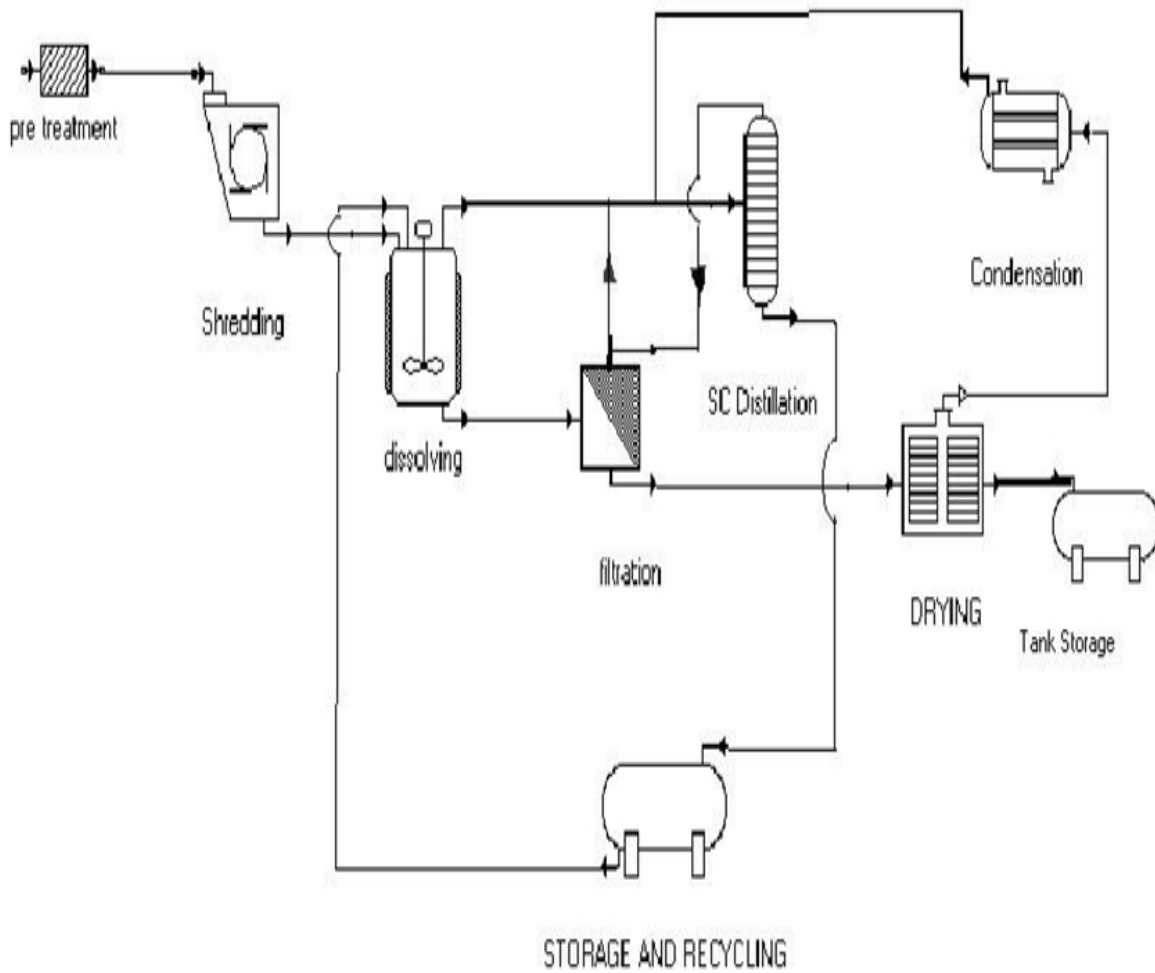 pre treatment
Shredding
Condensation
SC Distillation
dissolving
filtration
DRYING
Tank Storage
STORAGE AND RECYCLING